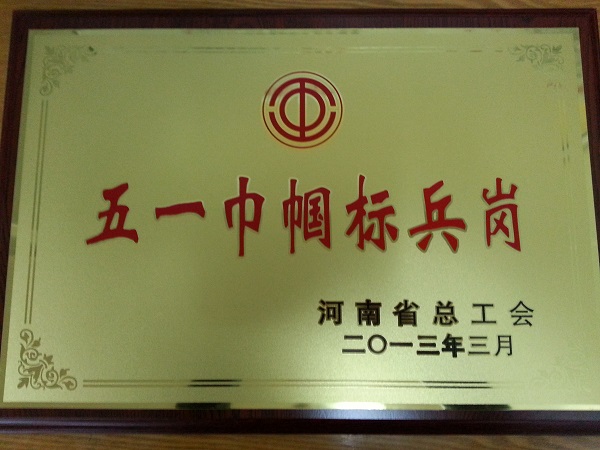 五一巾帼标兵岗
河南省总工会
二〇一三年三月